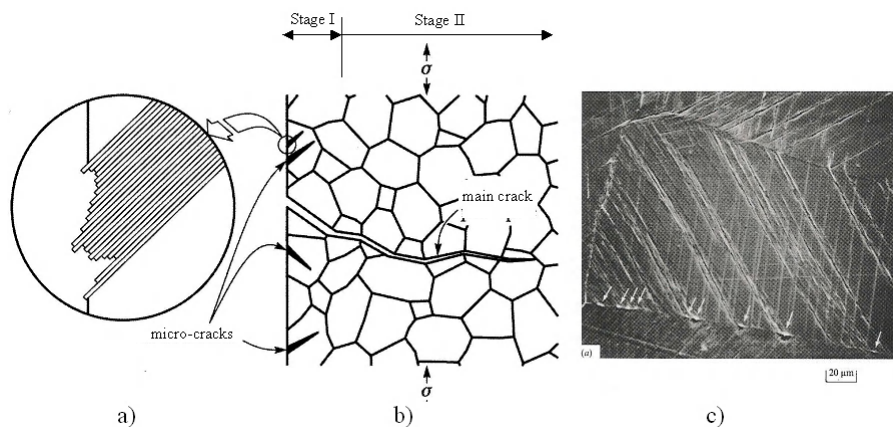 Stage I
Stage II
σ
main crack
micro-cracks
σ
(a)
20 µm
a)
b)
c)